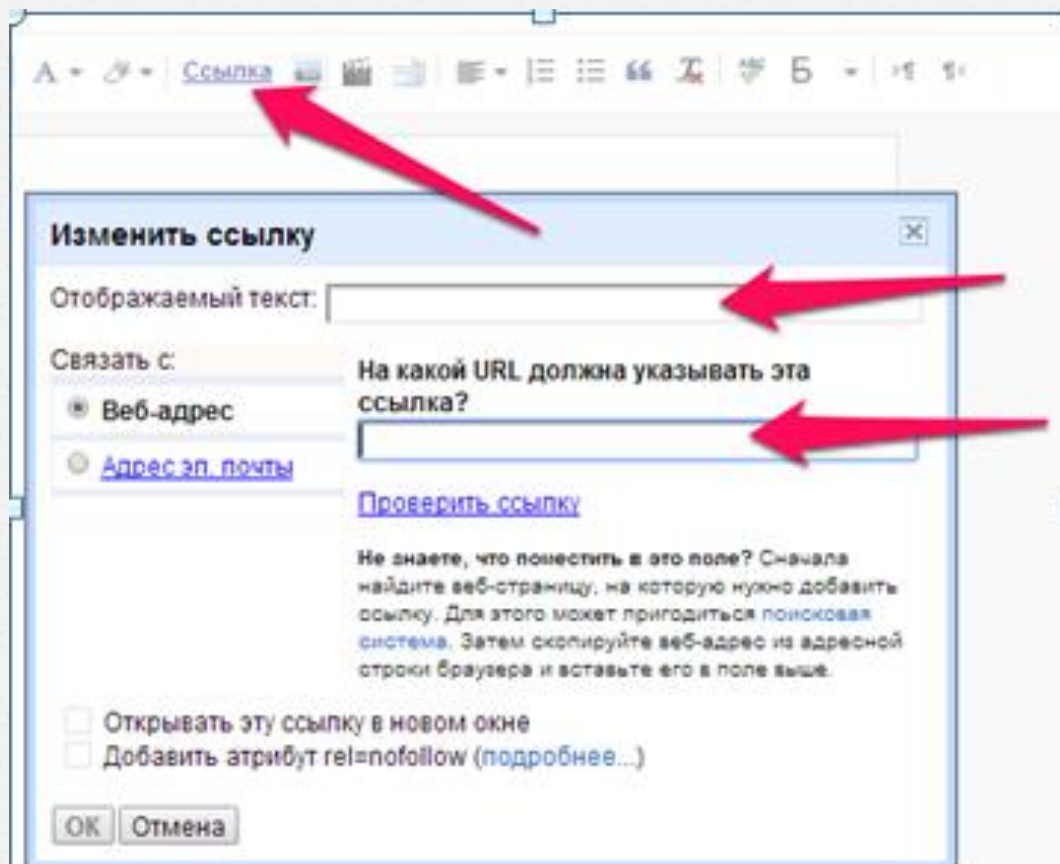 Ссылка
Изменить ссылку
Отображаемый текст:
Связать с:
Веб-адрес
Адрес эл. почты
На какой URL должна указывать эта
ссылка?
Проверить ссылку
Не знаете, что поместить в это поле? Сначала
найдите веб-страницу, на которую нужно добавить
ссылку. Для этого может пригодиться поисковая
система. Затем скопируйте веб-адрес из адресной
строки браузера и вставьте его в поле выше.
Открывать эту ссылку в новом окне
Добавить атрибут rel=nofollow (подробнее...)
ОК Отмена